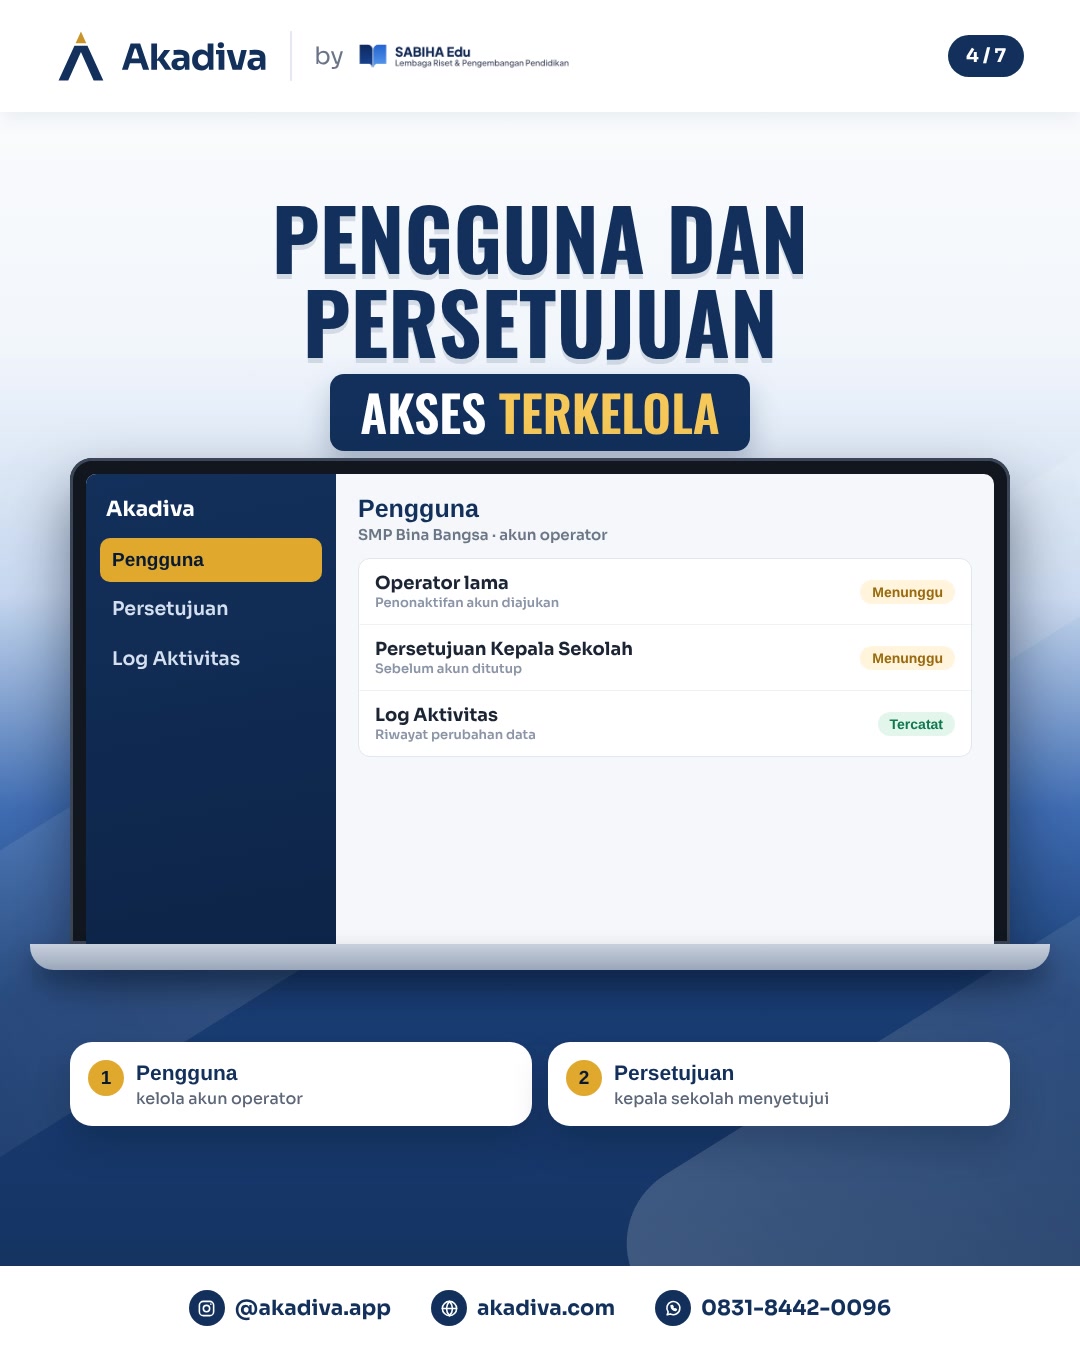 Akadiva
by
SABIHA Edu
Lembaga Riset & Pengembangan Pendidikan
4 / 7
PENGGUNA DAN
PERSETUJUAN
AKSES TERKELOLA
Akadiva
Pengguna
Persetujuan
Log Aktivitas
Pengguna
SMP Bina Bangsa · akun operator
Operator lama
Penonaktifan akun diajukan
Menunggu
Persetujuan Kepala Sekolah
Sebelum akun ditutup
Menunggu
Log Aktivitas
Riwayat perubahan data
Tercatat
1
Pengguna
kelola akun operator
2
Persetujuan
kepala sekolah menyetujui
@akadiva.app
akadiva.com
0831-8442-0096